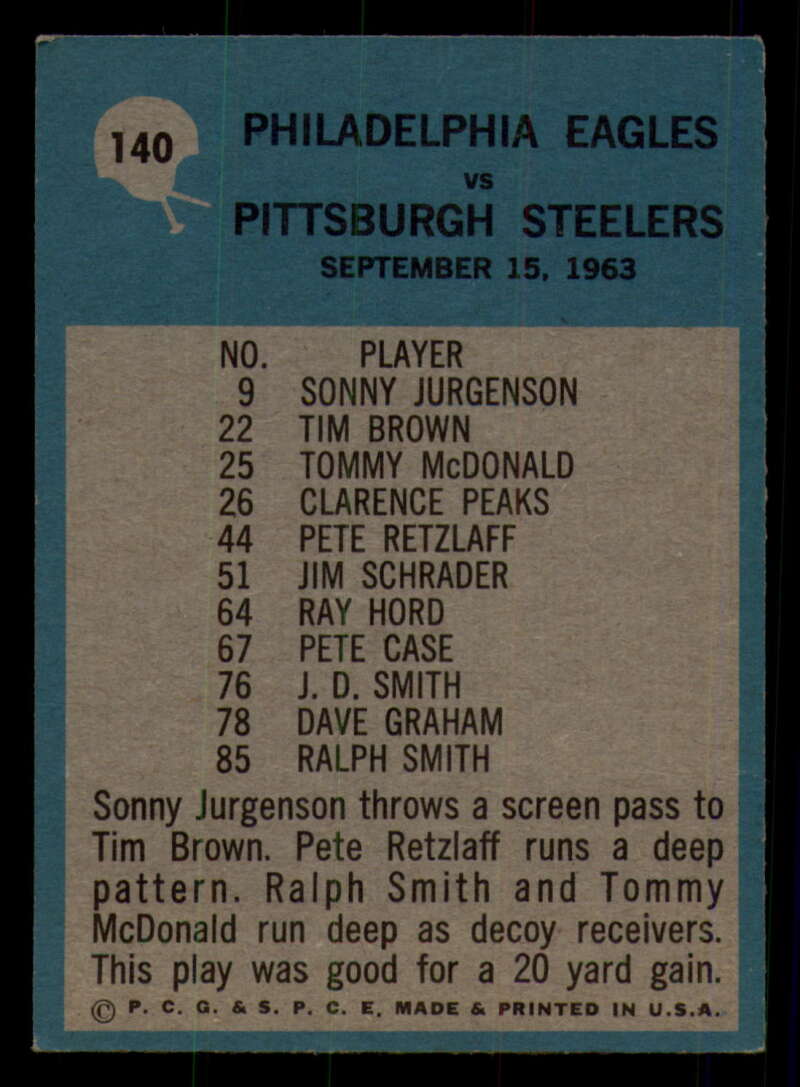 140
PHILADELPHIA EAGLES
VS
PITTSBURGH STEELERS
SEPTEMBER 15, 1963
NO. PLAYER
9 SONNY JURGENSON
22 TIM BROWN
25 TOMMY McDONALD
26 CLARENCE PEAKS
44 PETE RETZLAFF
51 JIM SCHRADER
64 RAY HORD
67 PETE CASE
76 J. D. SMITH
78 DAVE GRAHAM
85 RALPH SMITH
Sonny Jurgenson throws a screen pass to
Tim Brown. Pete Retzlaff runs a deep
pattern. Ralph Smith and Tommy
McDonald run deep as decoy receivers.
This play was good for a 20 yard gain.
© P. C. G. & S. P. C. E. MADE & PRINTED IN U.S.A.